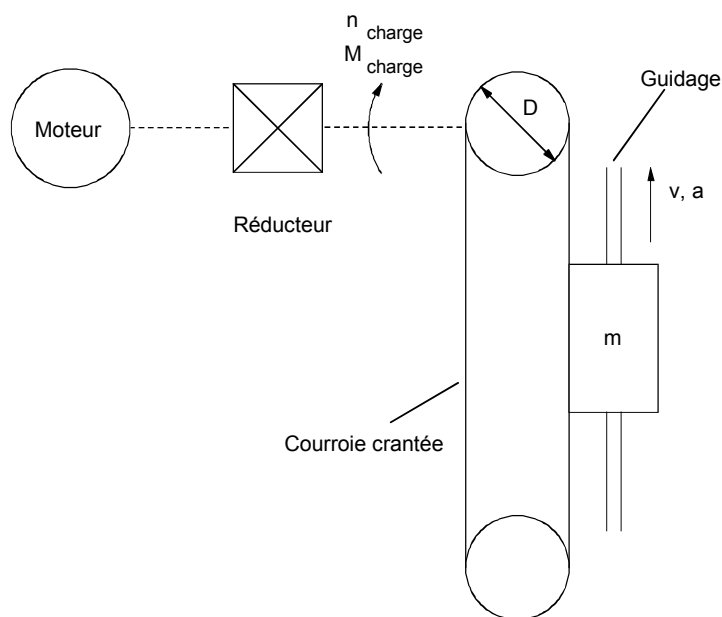 n charge
M charge
Guidage
Moteur
D
v, a
Réducteur
m
Courroie crantée